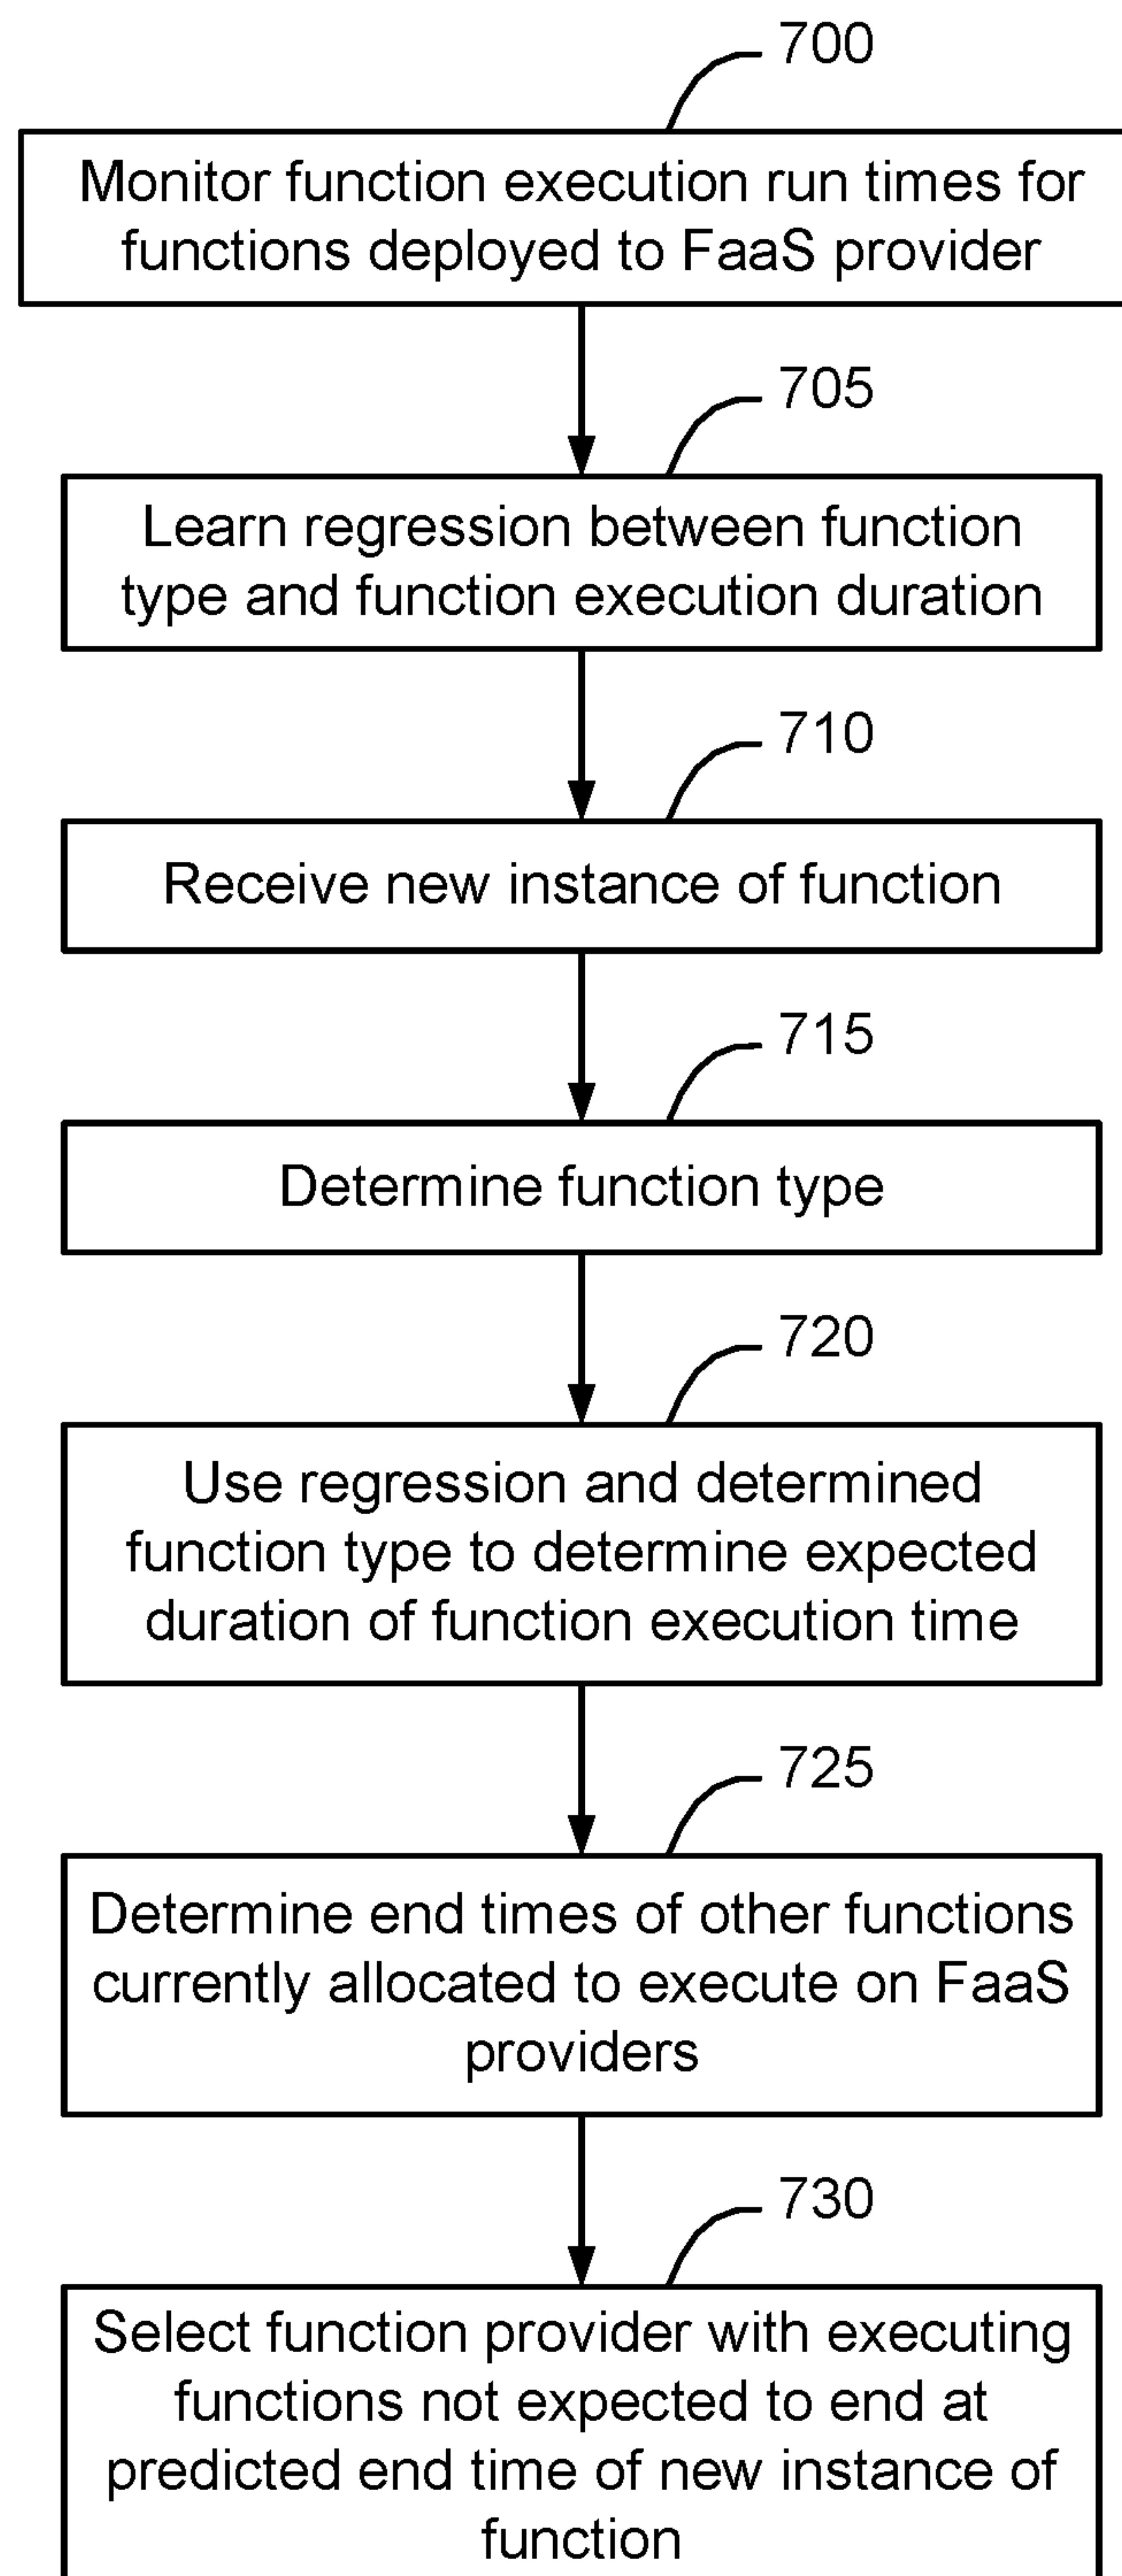 700
Monitor function execution run times for
functions deployed to FaaS provider
705
Learn regression between function
type and function execution duration
710
Receive new instance of function
715
Determine function type
720
Use regression and determined
function type to determine expected
duration of function execution time
725
Determine end times of other functions
currently allocated to execute on FaaS
providers
730
Select function provider with executing
functions not expected to end at
predicted end time of new instance of
function